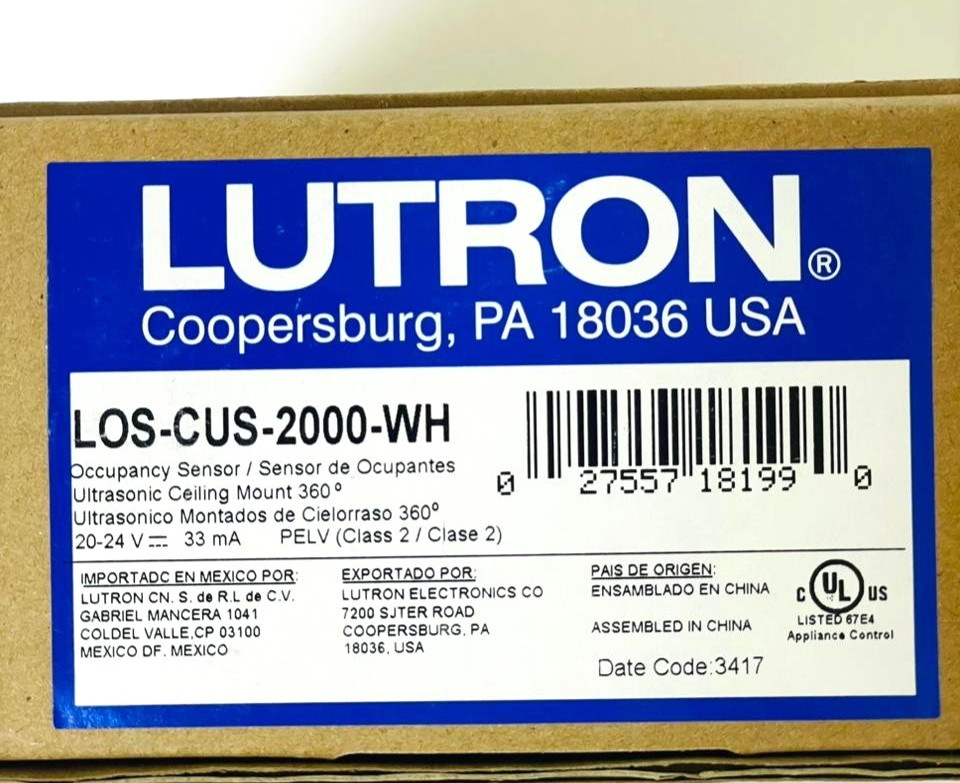 LUTRON®
Coopersburg, PA 18036 USA
LOS-CUS-2000-WH
Occupancy Sensor / Sensor de Ocupantes
Ultrasonic Ceiling Mount 360°
Ultrasonico Montados de Cielorraso 360°
20-24 V ⎓ 33 mA PELV (Class 2 / Clase 2)
0 27557 18199 0
IMPORTADC EN MEXICO POR:
LUTRON CN. S. de R.L de C.V.
GABRIEL MANCERA 1041
COLDEL VALLE,CP 03100
MEXICO DF. MEXICO
EXPORTADO POR:
LUTRON ELECTRONICS CO
7200 SJTER ROAD
COOPERSBURG, PA
18036, USA
PAIS DE ORIGEN:
ENSAMBLADO EN CHINA
ASSEMBLED IN CHINA
Date Code:3417
C UL US
LISTED 67E4
Appliance Control